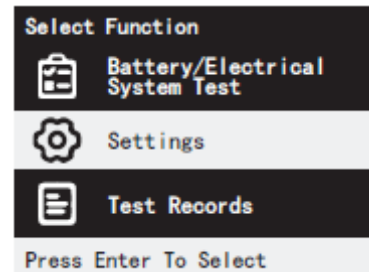 Select Function
Battery/Electrical
System Test
Settings
Test Records
Press Enter To Select